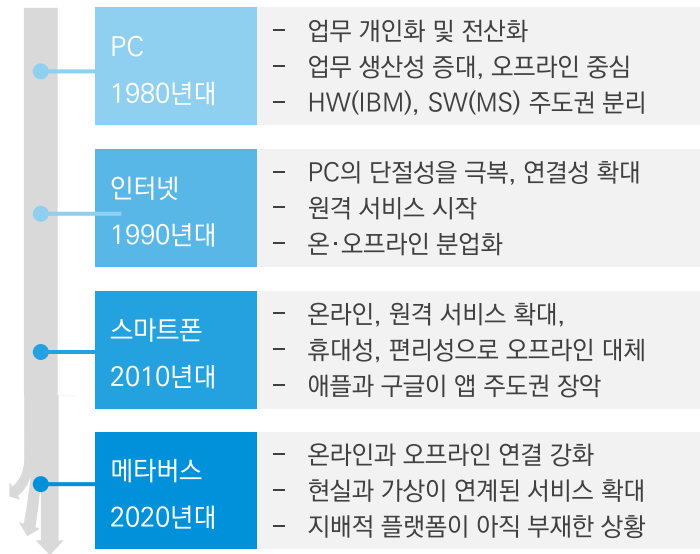 PC
1980년대
- 업무 개인화 및 전산화
- 업무 생산성 증대, 오프라인 중심
- HW(IBM), SW(MS) 주도권 분리
인터넷
1990년대
- PC의 단절성을 극복, 연결성 확대
- 원격 서비스 시작
- 온·오프라인 분업화
스마트폰
2010년대
- 온라인, 원격 서비스 확대,
- 휴대성, 편리성으로 오프라인 대체
- 애플과 구글이 앱 주도권 장악
메타버스
2020년대
- 온라인과 오프라인 연결 강화
- 현실과 가상이 연계된 서비스 확대
- 지배적 플랫폼이 아직 부재한 상황